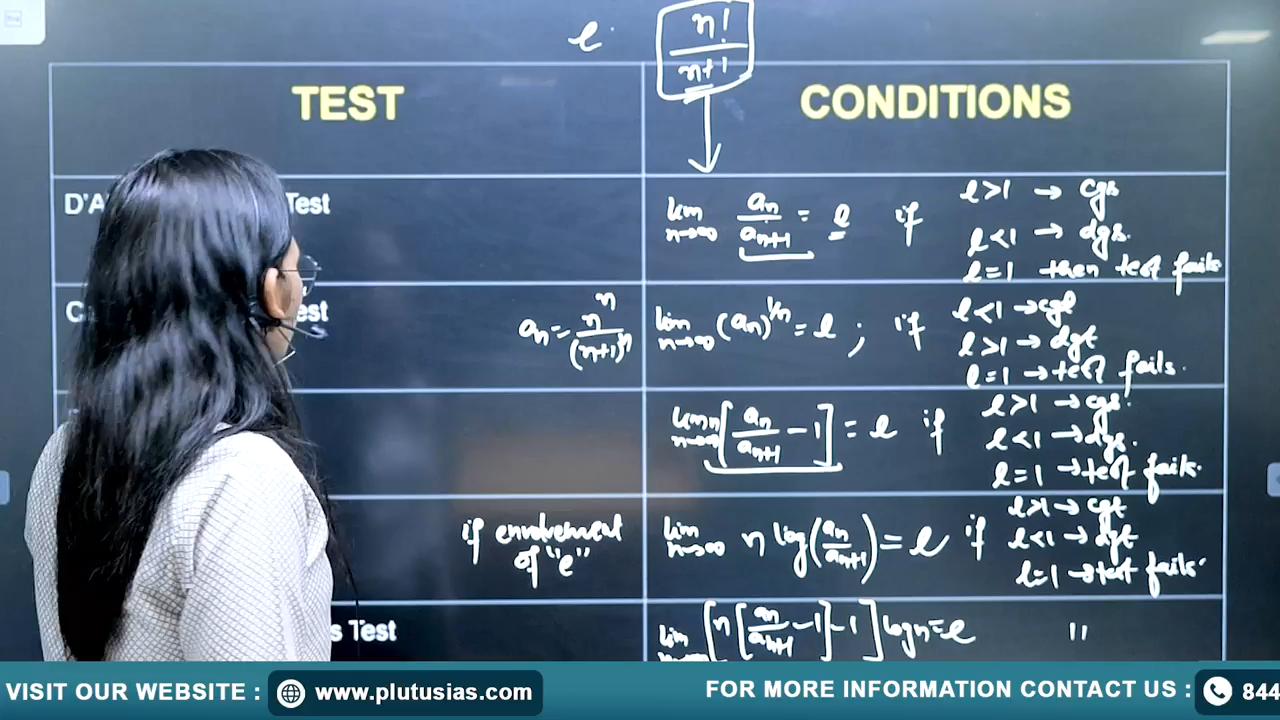 e. n!
n+1
TEST CONDITIONS
D'A Test
lim n→∞ an/an+1 = l if
l>1 → cgs
l<1 → dgs.
l=1 then test fails
est
an = n^n/(n+1)^n
lim n→∞ (an)^1/n = l ; if
l<1 → cgt
l>1 → dgt
l=1 → test fails.
lim n→∞ n[an/an+1 − 1] = l if
l>1 → cgs.
l<1 → dgs.
l=1 → test fails.
if
of "e"
lim n→∞ n log(an/an+1) = l if
l>1 → cgt
l<1 → dgt
l=1 → test fails.
s Test
lim n→∞ [n[an/an+1 − 1] − 1] log n = l "
VISIT OUR WEBSITE : www.plutusias.com FOR MORE INFORMATION CONTACT US : 844